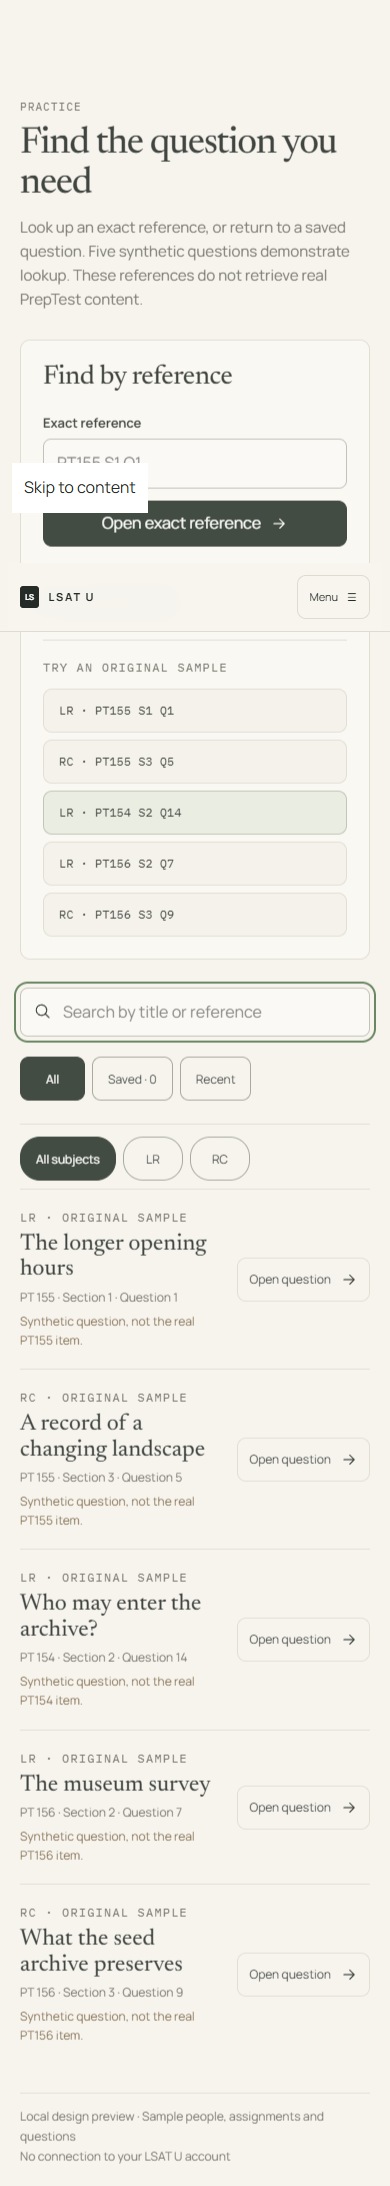 PRACTICE
Find the question you
need
Look up an exact reference, or return to a saved
question. Five synthetic questions demonstrate
lookup. These references do not retrieve real
PrepTest content.
Find by reference
Exact reference
PT155 S1 Q1
Skip to content
Open exact reference →
LS LSAT U
Menu ☰
TRY AN ORIGINAL SAMPLE
LR · PT155 S1 Q1
RC · PT155 S3 Q5
LR · PT154 S2 Q14
LR · PT156 S2 Q7
RC · PT156 S3 Q9
Search by title or reference
All Saved · 0 Recent
All subjects LR RC
LR · ORIGINAL SAMPLE
The longer opening
hours
PT 155 · Section 1 · Question 1
Synthetic question, not the real
PT155 item.
Open question →
RC · ORIGINAL SAMPLE
A record of a
changing landscape
PT 155 · Section 3 · Question 5
Synthetic question, not the real
PT155 item.
Open question →
LR · ORIGINAL SAMPLE
Who may enter the
archive?
PT 154 · Section 2 · Question 14
Synthetic question, not the real
PT154 item.
Open question →
LR · ORIGINAL SAMPLE
The museum survey
PT 156 · Section 2 · Question 7
Synthetic question, not the real
PT156 item.
Open question →
RC · ORIGINAL SAMPLE
What the seed
archive preserves
PT 156 · Section 3 · Question 9
Synthetic question, not the real
PT156 item.
Open question →
Local design preview · Sample people, assignments and
questions
No connection to your LSAT U account